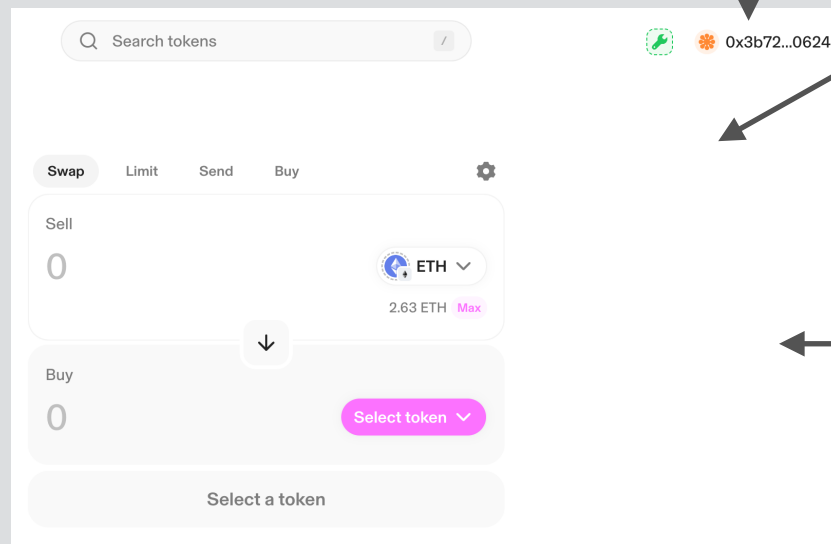 Search tokens /
0x3b72...0624
Swap Limit Send Buy
Sell
0
ETH
2.63 ETH Max
Buy
0
Select token
Select a token